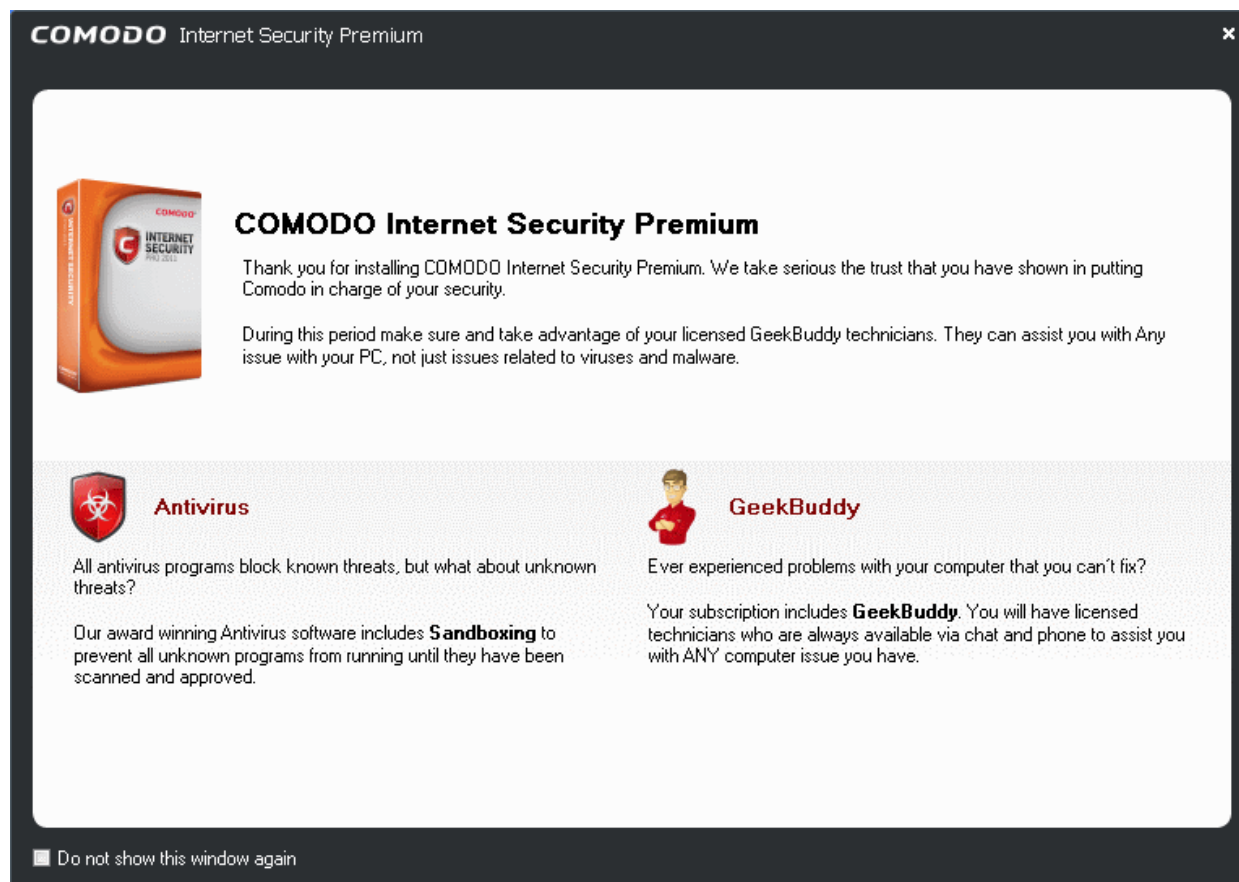 COMODO Internet Security Premium
COMODO
INTERNET
SECURITY
PRO 2011
INTERNET SECURITY
COMODO Internet Security Premium
Thank you for installing COMODO Internet Security Premium. We take serious the trust that you have shown in putting
Comodo in charge of your security.
During this period make sure and take advantage of your licensed GeekBuddy technicians. They can assist you with Any
issue with your PC, not just issues related to viruses and malware.
Antivirus
All antivirus programs block known threats, but what about unknown
threats?
Our award winning Antivirus software includes Sandboxing to
prevent all unknown programs from running until they have been
scanned and approved.
GeekBuddy
Ever experienced problems with your computer that you can´t fix?
Your subscription includes GeekBuddy. You will have licensed
technicians who are always available via chat and phone to assist you
with ANY computer issue you have.
Do not show this window again